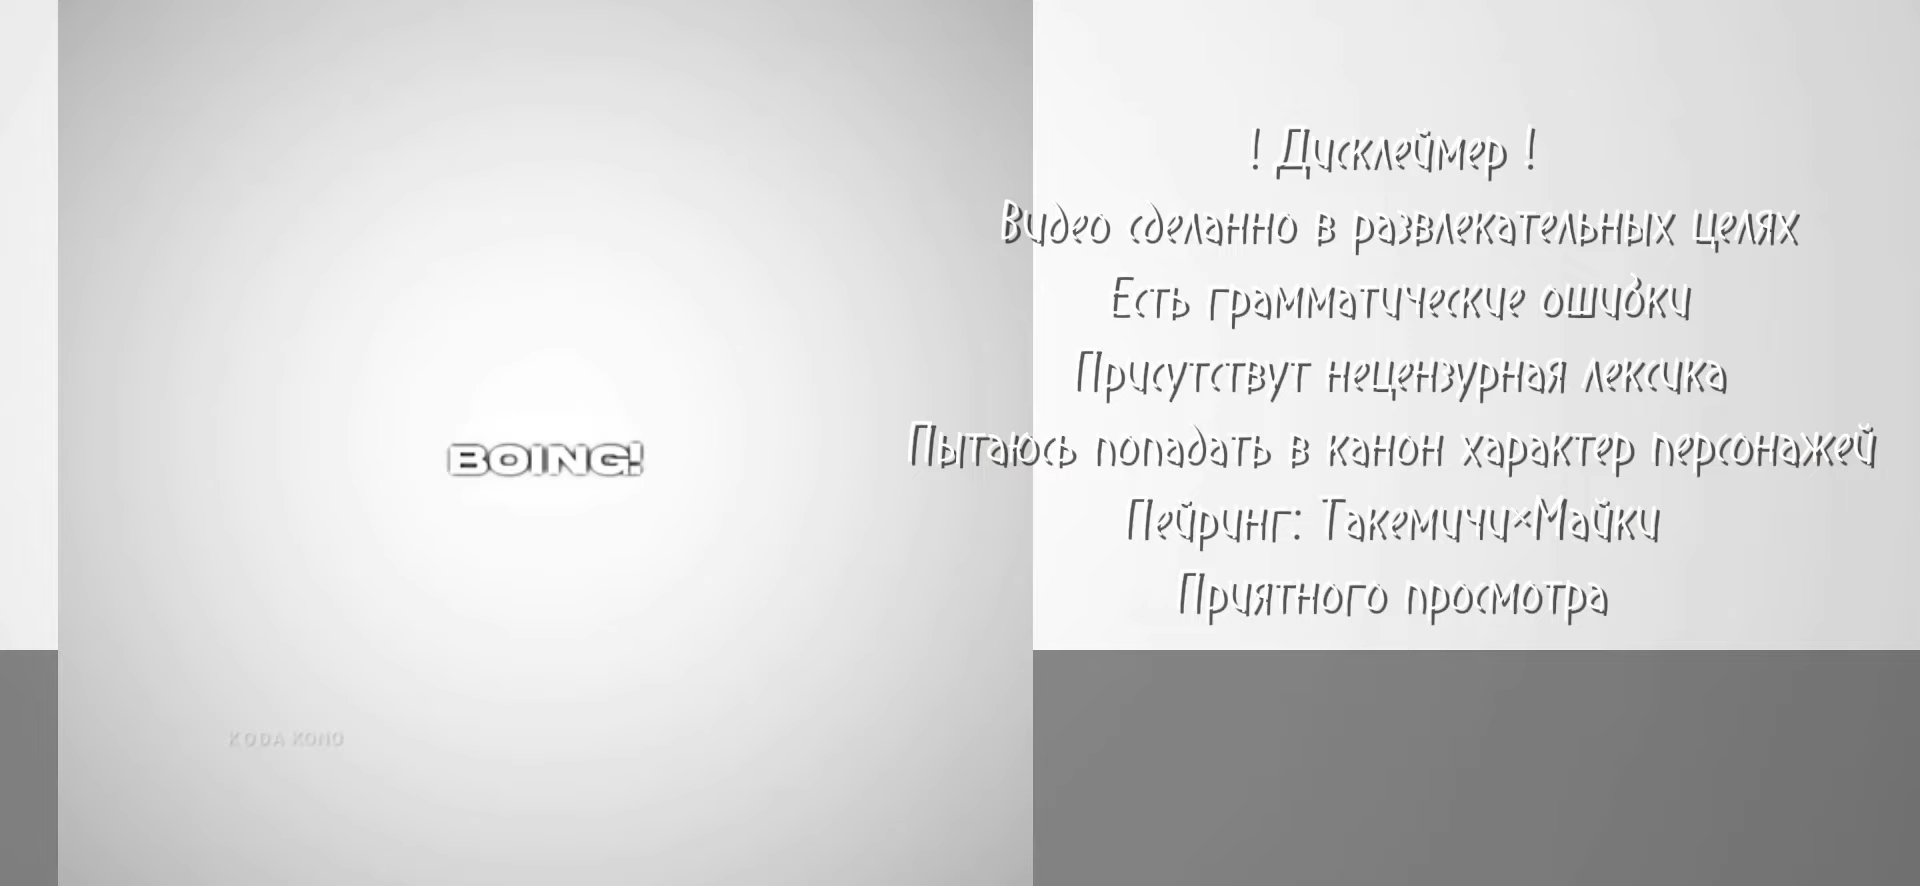 BOING!
KODA KONO
! Дисклеймер !
Видео сделанно в развлекательных целях
Есть грамматические ошибки
Присутствут нецензурная лексика
Пытаюсь попадать в канон характер персонажей
Пейринг: Такемичи×Майки
Приятного просмотра